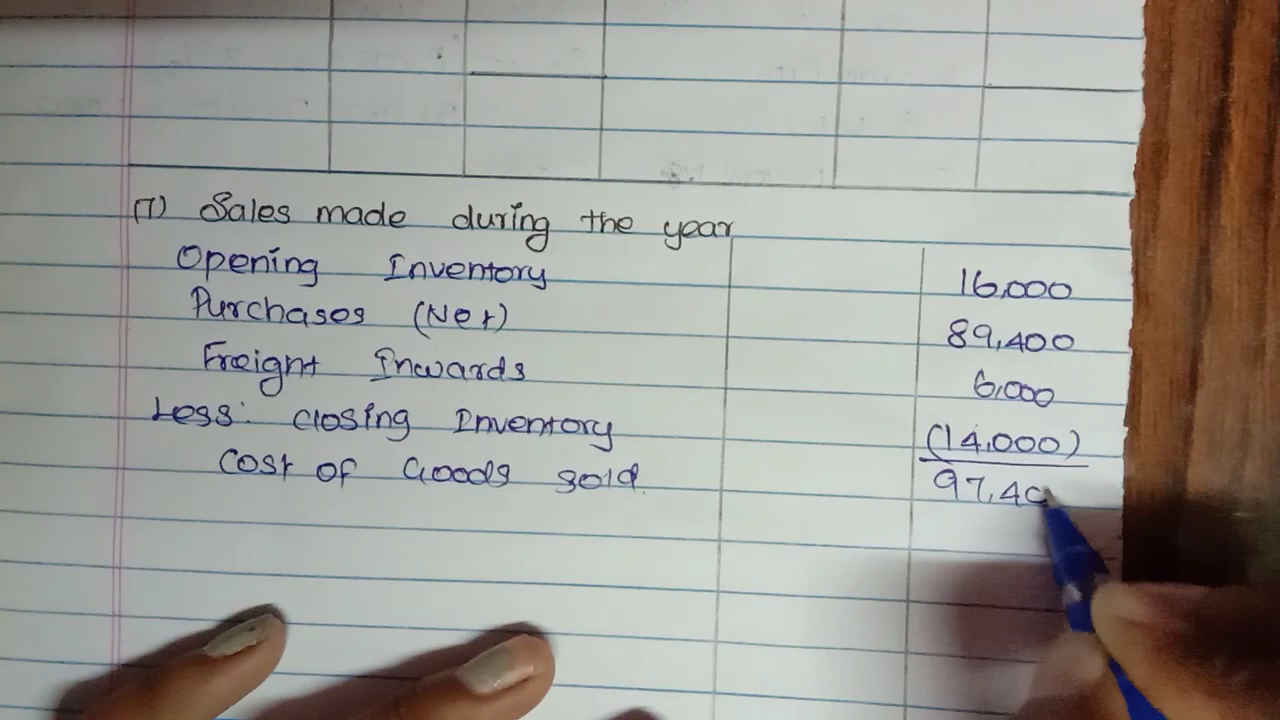 (7) Sales made during the year
Opening Inventory 16,000
Purchases (Net) 89,400
Freight Inwards 6,000
Less: Closing Inventory (14,000)
Cost of Goods sold 97,40